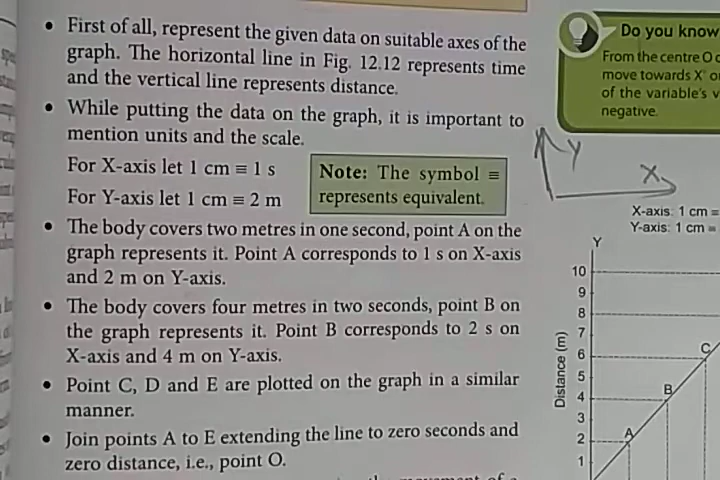 • First of all, represent the given data on suitable axes of the
graph. The horizontal line in Fig. 12.12 represents time
and the vertical line represents distance.
• While putting the data on the graph, it is important to
mention units and the scale.
For X-axis let 1 cm ≡ 1 s
For Y-axis let 1 cm ≡ 2 m
Note: The symbol ≡
represents equivalent.
• The body covers two metres in one second, point A on the
graph represents it. Point A corresponds to 1 s on X-axis
and 2 m on Y-axis.
• The body covers four metres in two seconds, point B on
the graph represents it. Point B corresponds to 2 s on
X-axis and 4 m on Y-axis.
• Point C, D and E are plotted on the graph in a similar
manner.
• Join points A to E extending the line to zero seconds and
zero distance, i.e., point O.
Do you know
From the centre O
move towards X'
of the variable's
negative.
Y
X
X-axis: 1 cm =
Y-axis: 1 cm =
Y
10
9
8
7
6
5
4
3
2
1
Distance (m)
C
B
A